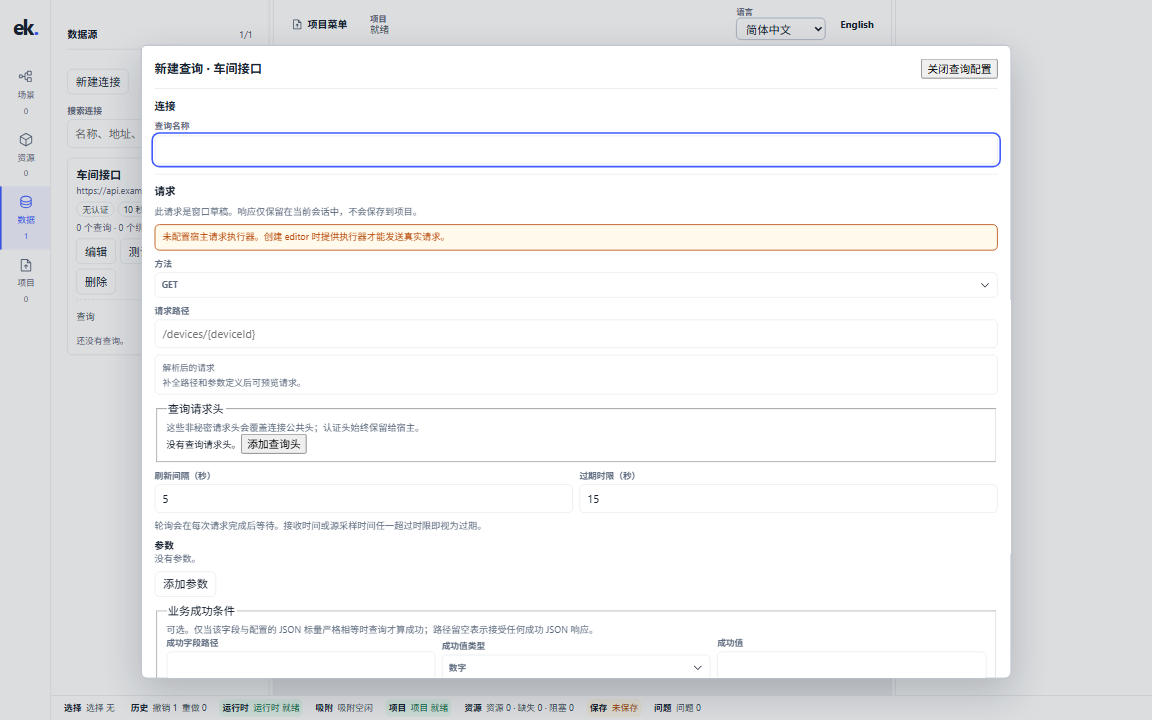 ek.
场景
0
资源
0
数据
1
项目
0
数据源
1/1
新建连接
搜索连接
名称、地址、
车间接口
https://api.exam
无认证
10 秒
0 个查询 · 0 个绑
编辑
测
删除
查询
还没有查询。
项目菜单
项目
就绪
语言
简体中文
English
新建查询 · 车间接口
关闭查询配置
连接
查询名称
请求
此请求是窗口草稿。响应仅保留在当前会话中，不会保存到项目。
未配置宿主请求执行器。创建 editor 时提供执行器才能发送真实请求。
方法
GET
请求路径
/devices/{deviceId}
解析后的请求
补全路径和参数定义后可预览请求。
查询请求头
这些非秘密请求头会覆盖连接公共头；认证头始终保留给宿主。
没有查询请求头。 添加查询头
刷新间隔（秒）
过期时限（秒）
5
15
轮询会在每次请求完成后等待。接收时间或源采样时间任一超过时限即视为过期。
参数
没有参数。
添加参数
业务成功条件
可选。仅当该字段与配置的 JSON 标量严格相等时查询才算成功；路径留空表示接受任何成功 JSON 响应。
成功字段路径
成功值类型
成功值
数字
选择 选择 无 历史 撤销 1 重做 0 运行时 运行时 就绪 吸附 吸附空闲 项目 项目 就绪 资源 资源 0 · 缺失 0 · 阻塞 0 保存 未保存 问题 问题 0